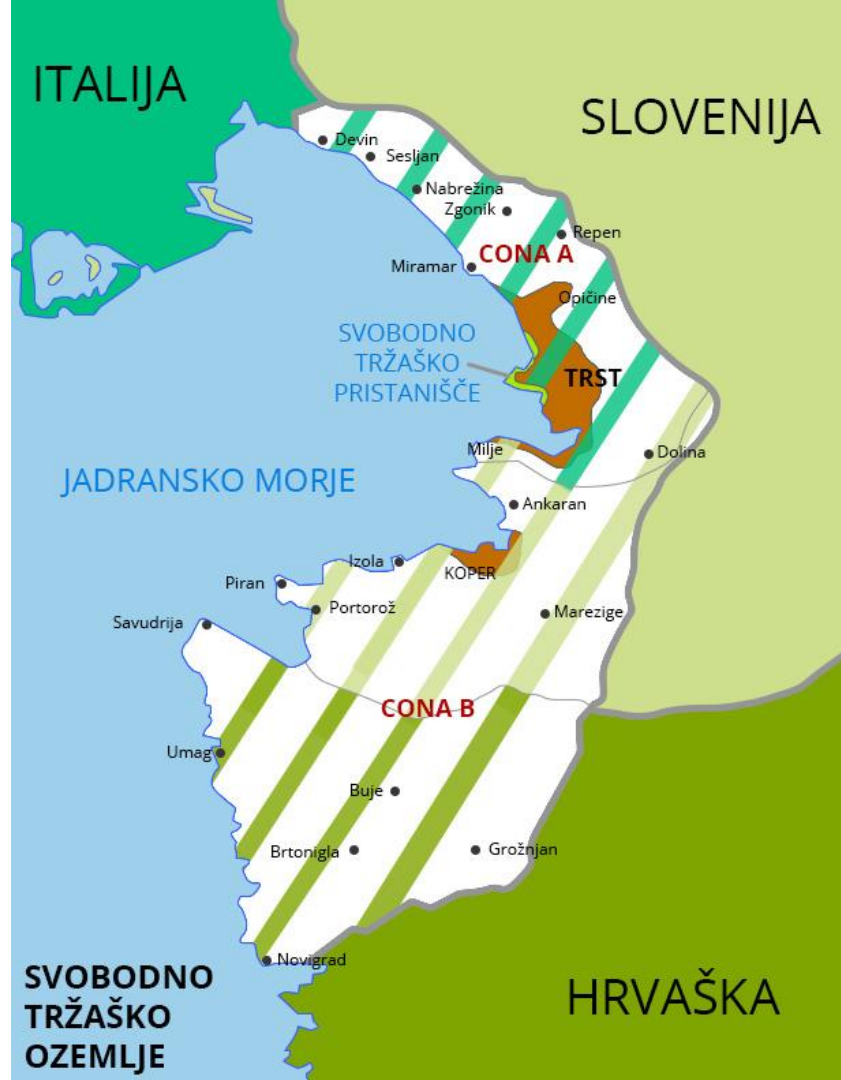 ITALIJA
SLOVENIJA
Devin
Sesljan
Nabrežina
Zgonik
Repen
CONA A
Miramar
Opičine
SVOBODNO
TRŽAŠKO
PRISTANIŠČE
TRST
Milje
Dolina
JADRANSKO MORJE
Ankaran
Izola
KOPER
Piran
Portorož
Marezige
Savudrija
CONA B
Umag
Buje
Brtonigla
Grožnjan
Novigrad
SVOBODNO
TRŽAŠKO
OZEMLJE
HRVAŠKA